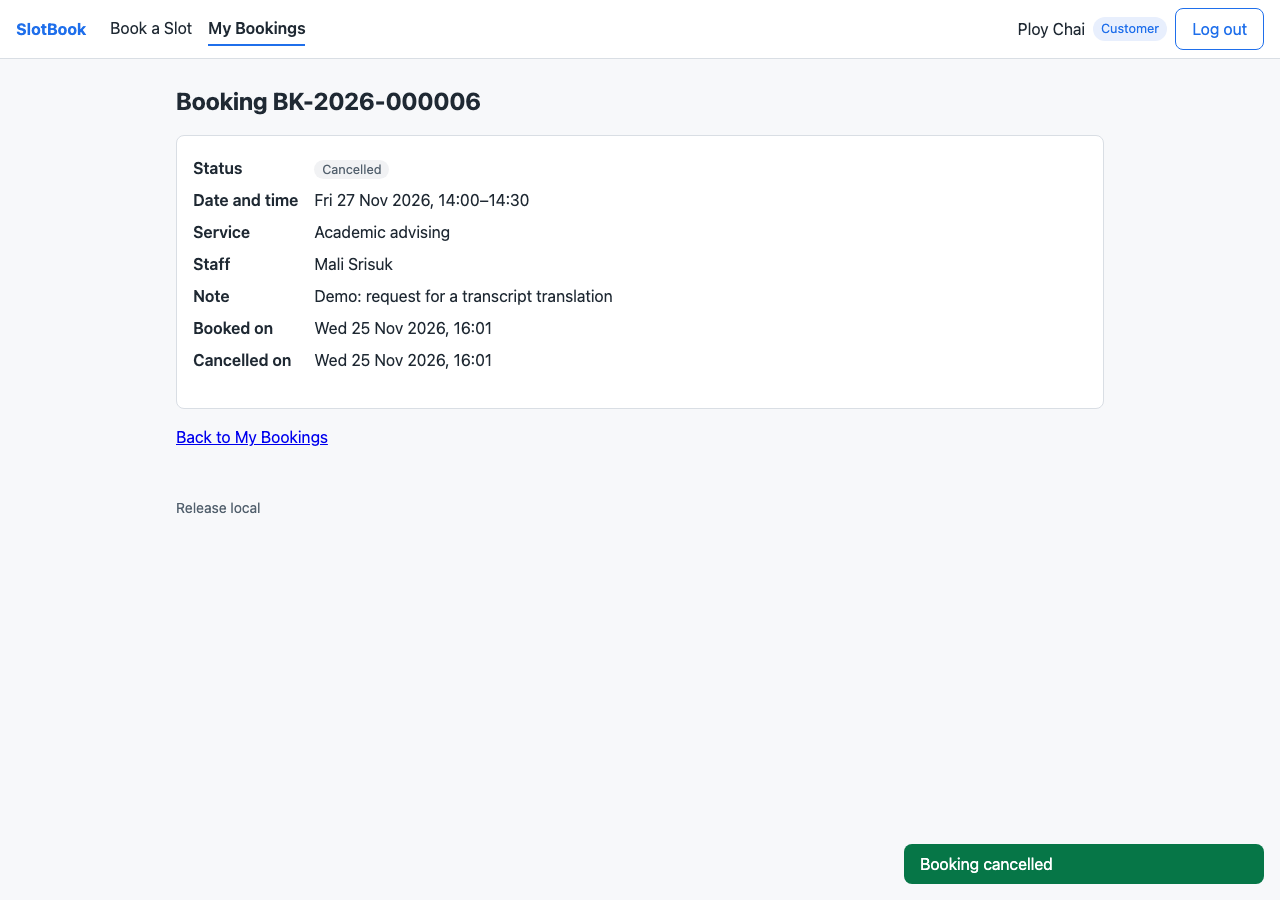 SlotBook Book a Slot My Bookings Ploy Chai Customer Log out
Booking BK-2026-000006
Status Cancelled
Date and time Fri 27 Nov 2026, 14:00–14:30
Service Academic advising
Staff Mali Srisuk
Note Demo: request for a transcript translation
Booked on Wed 25 Nov 2026, 16:01
Cancelled on Wed 25 Nov 2026, 16:01
Back to My Bookings
Release local
Booking cancelled